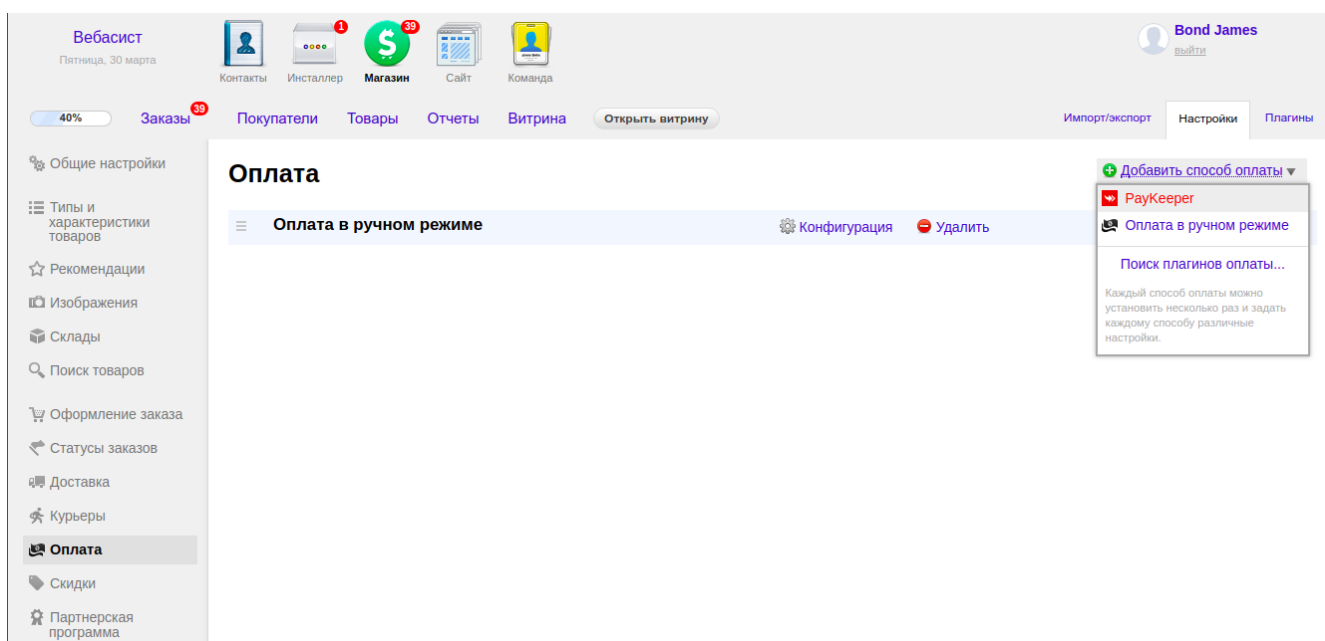 Вебасист
Пятница, 30 марта
Контакты
Инсталлер
1
Магазин
39
Сайт
Команда
Bond James
выйти
40%
Заказы 39
Покупатели
Товары
Отчеты
Витрина
Открыть витрину
Импорт/экспорт
Настройки
Плагины
Общие настройки
Типы и
характеристики
товаров
Рекомендации
Изображения
Склады
Поиск товаров
Оформление заказа
Статусы заказов
Доставка
Курьеры
Оплата
Скидки
Партнерская
программа
Оплата
Добавить способ оплаты
Оплата в ручном режиме
Конфигурация
Удалить
PayKeeper
Оплата в ручном режиме
Поиск плагинов оплаты...
Каждый способ оплаты можно
установить несколько раз и задать
каждому способу различные
настройки.